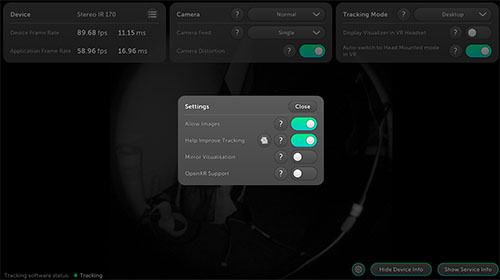 Device
Stereo IR 170
Device Frame Rate
89.68 fps
11.15 ms
Application Frame Rate
58.96 fps
16.96 ms
Camera
?
Normal
Camera Feed
?
Single
Camera Distortion
?
Tracking Mode
?
Desktop
Display Visualizer in VR Headset
?
Auto-switch to Head Mounted mode
in VR
?
Settings
Close
Allow Images
?
Help Improve Tracking
?
Mirror Visualisation
?
OpenXR Support
?
Tracking software status:
Tracking
Hide Device Info
Show Service Info